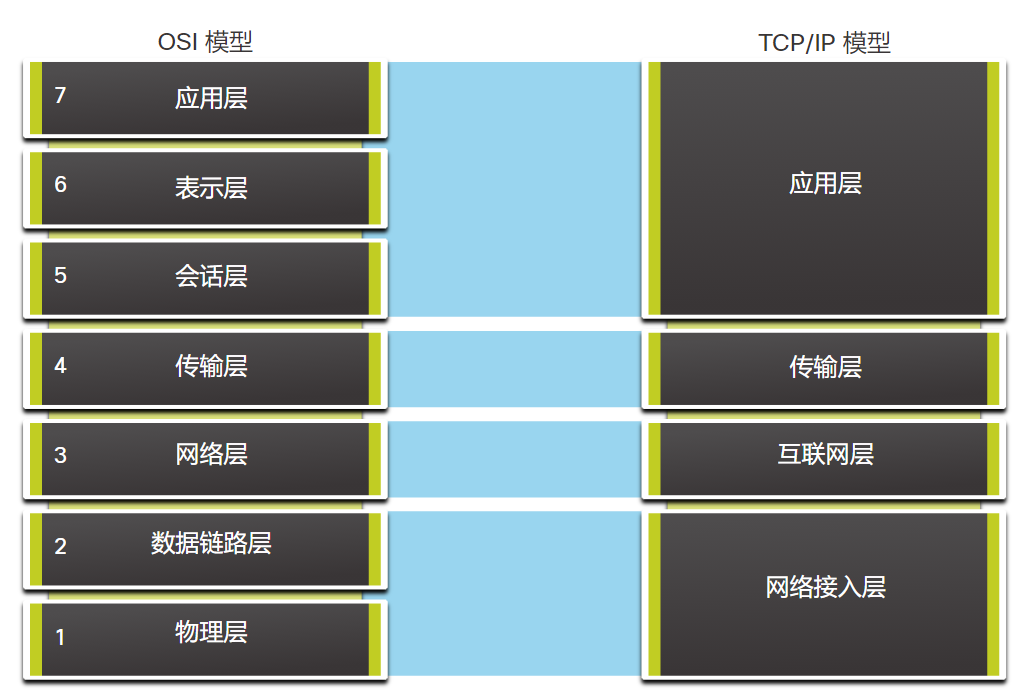 OSI 模型
TCP/IP 模型
7 应用层
6 表示层
5 会话层
4 传输层
3 网络层
2 数据链路层
1 物理层
应用层
传输层
互联网层
网络接入层